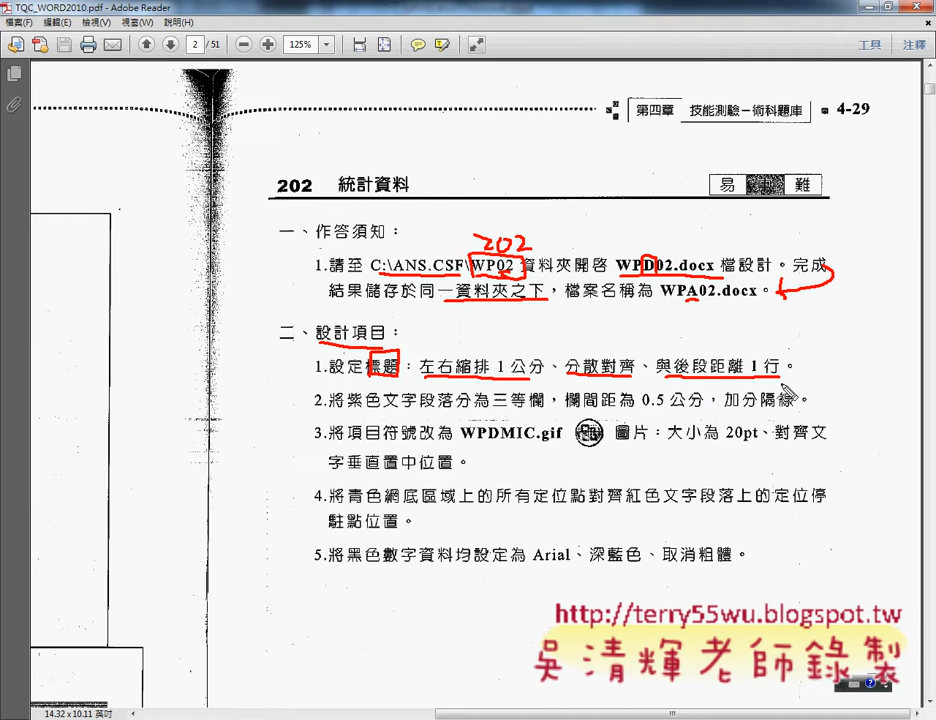 TQC_WORD2010.pdf - Adobe Reader
檔案(F) 編輯(E) 檢視(V) 視窗(W) 說明(H)
2 / 51 125% 工具 注釋
第四章 技能測驗－術科題庫 4-29
202 統計資料 易 中 難
一、作答須知：
202
1.請至 C:\ANS.CSF\WP02 資料夾開啓 WPD02.docx 檔設計。完成
結果儲存於同一資料夾之下，檔案名稱為 WPA02.docx。
二、設計項目：
1.設定標題：左右縮排 1 公分、分散對齊、與後段距離 1 行。
2.將紫色文字段落分為三等欄，欄間距為 0.5 公分，加分隔線。
3.將項目符號改為 WPDMIC.gif 圖片：大小為 20pt、對齊文
字垂直置中位置。
4.將青色網底區域上的所有定位點對齊紅色文字段落上的定位停
駐點位置。
5.將黑色數字資料均設定為 Arial、深藍色、取消粗體。
http://terry55wu.blogspot.tw
吳清輝老師錄製
14.32 x 10.11 英吋